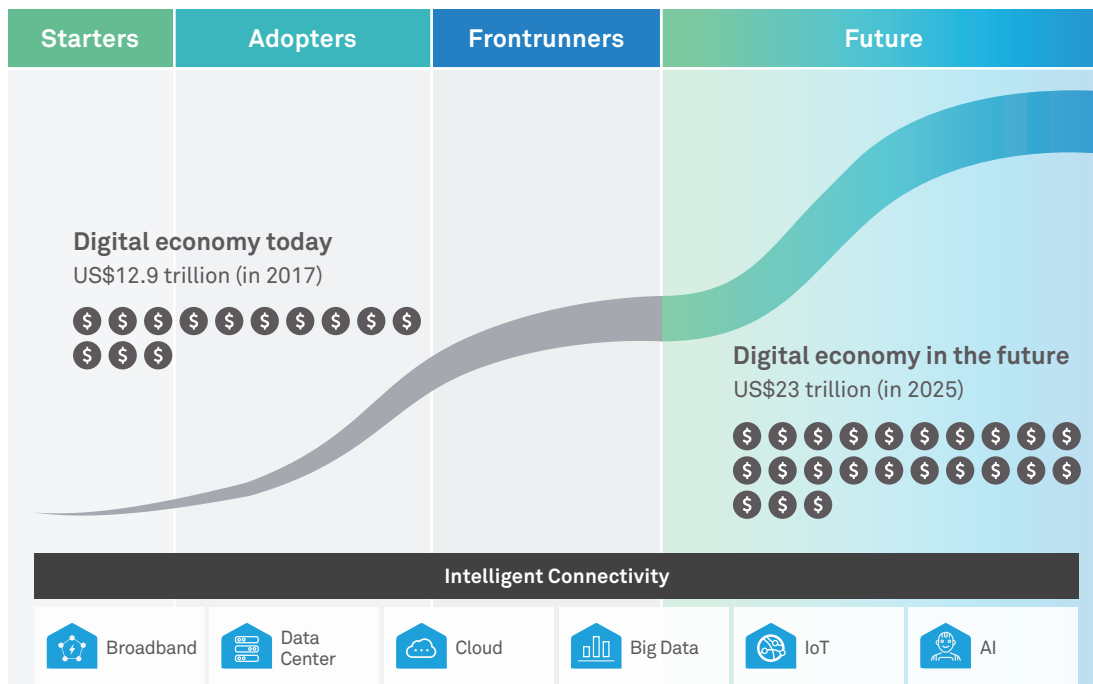 Starters
Adopters
Frontrunners
Future
Digital economy today
US$12.9 trillion (in 2017)
$ $ $ $ $ $ $ $ $ $
$ $ $
Digital economy in the future
US$23 trillion (in 2025)
$ $ $ $ $ $ $ $ $ $
$ $ $ $ $ $ $ $ $ $
$ $ $
Intelligent Connectivity
Broadband
Data
Center
Cloud
Big Data
IoT
AI